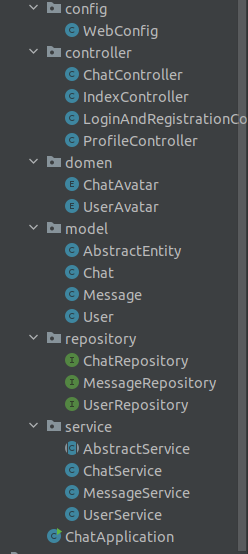 config
WebConfig
controller
ChatController
IndexController
LoginAndRegistrationCo
ProfileController
domen
ChatAvatar
UserAvatar
model
AbstractEntity
Chat
Message
User
repository
ChatRepository
MessageRepository
UserRepository
service
AbstractService
ChatService
MessageService
UserService
ChatApplication